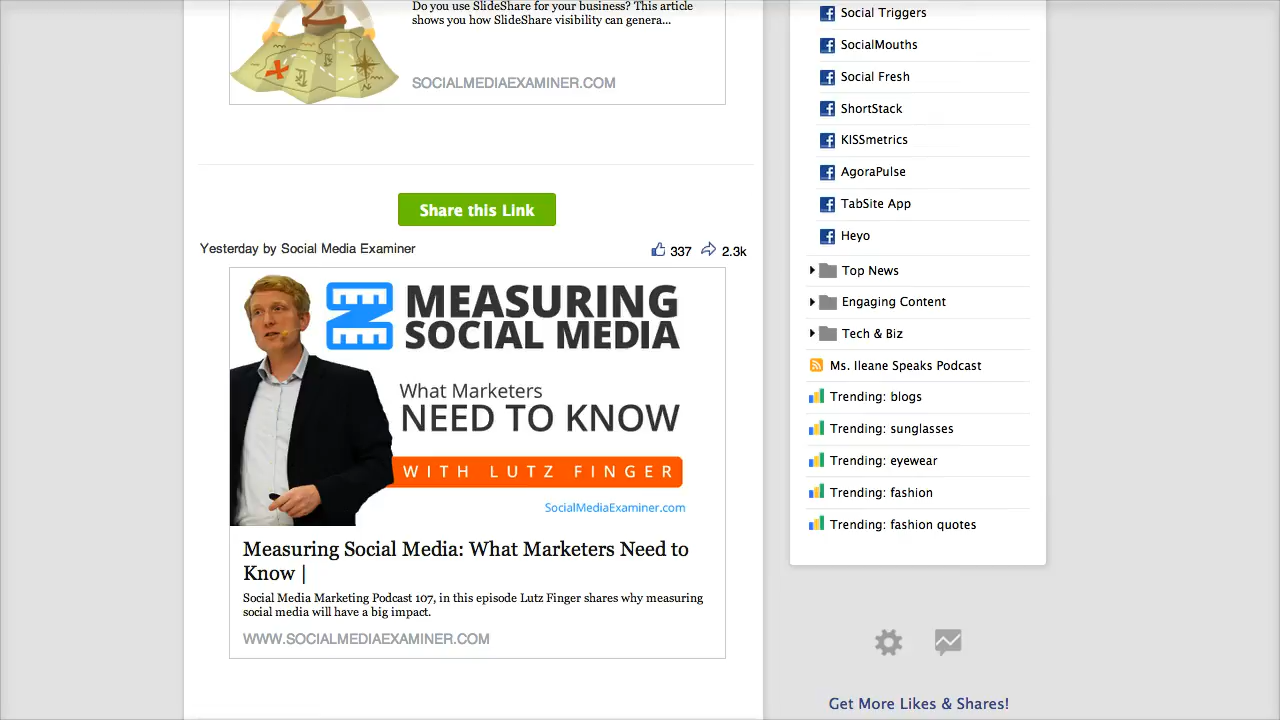 Do you use SlideShare for your business? This article
shows you how SlideShare visibility can genera...
SOCIALMEDIAEXAMINER.COM
Share this Link
Yesterday by Social Media Examiner
337
2.3k
MEASURING
SOCIAL MEDIA
What Marketers
NEED TO KNOW
WITH LUTZ FINGER
SocialMediaExaminer.com
Measuring Social Media: What Marketers Need to
Know |
Social Media Marketing Podcast 107, in this episode Lutz Finger shares why measuring
social media will have a big impact.
WWW.SOCIALMEDIAEXAMINER.COM
Social Triggers
SocialMouths
Social Fresh
ShortStack
KISSmetrics
AgoraPulse
TabSite App
Heyo
Top News
Engaging Content
Tech & Biz
Ms. Ileane Speaks Podcast
Trending: blogs
Trending: sunglasses
Trending: eyewear
Trending: fashion
Trending: fashion quotes
Get More Likes & Shares!